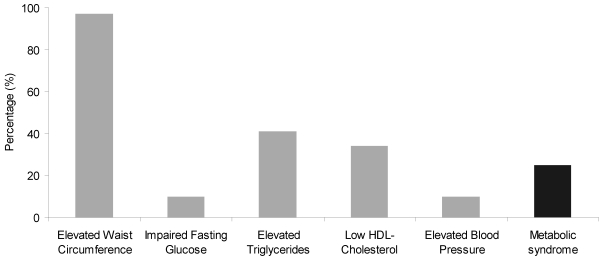 Percentage (%)
100
80
60
40
20
0
Elevated Waist
Circumference
Impaired Fasting
Glucose
Elevated
Triglycerides
Low HDL-
Cholesterol
Elevated Blood
Pressure
Metabolic
syndrome